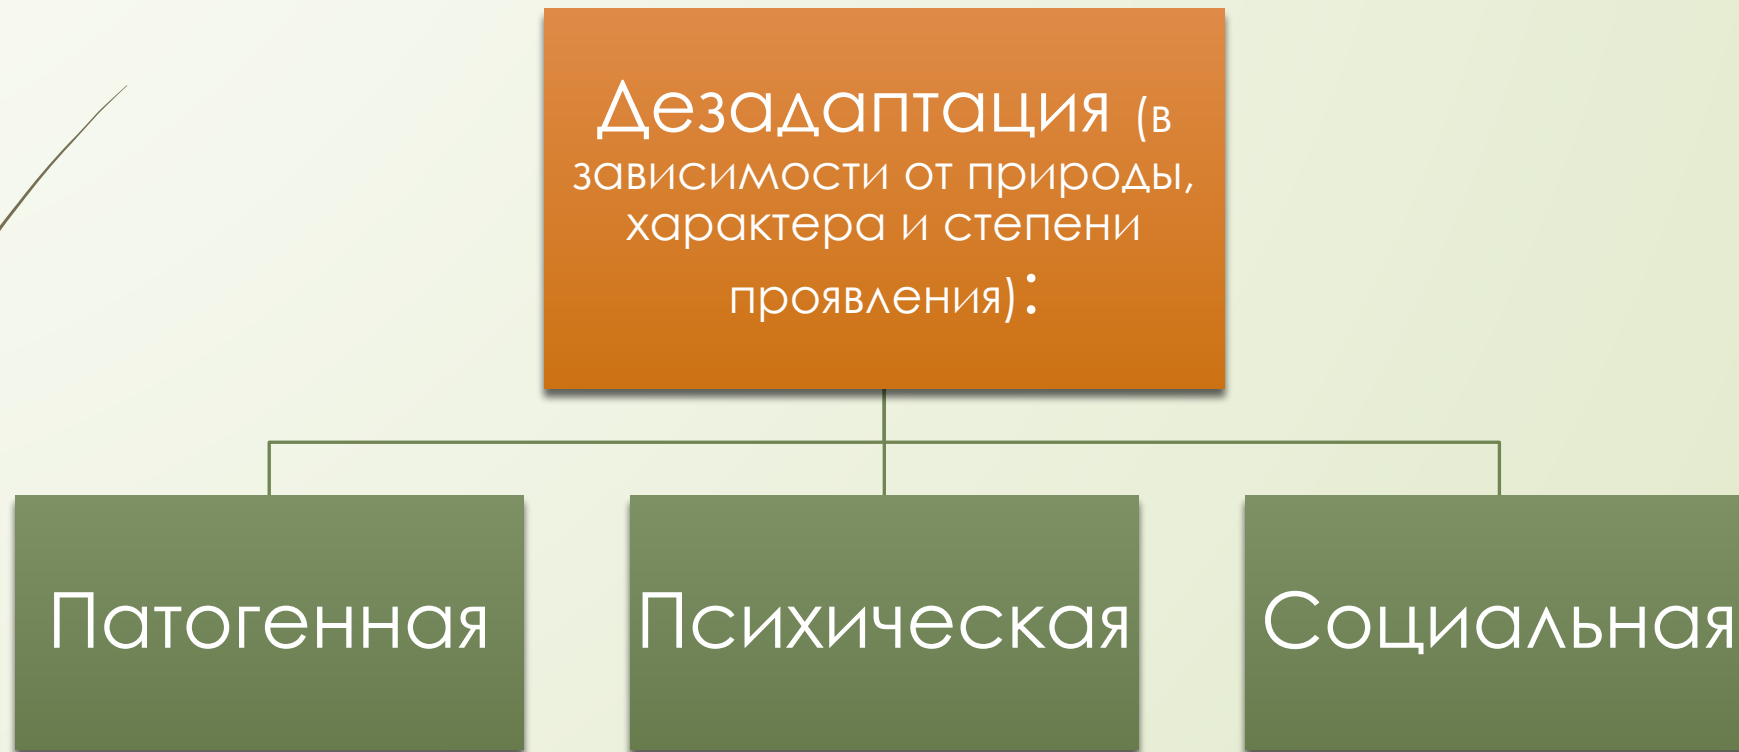 Дезадаптация (в
зависимости от природы,
характера и степени
проявления):
Патогенная
Психическая
Социальная